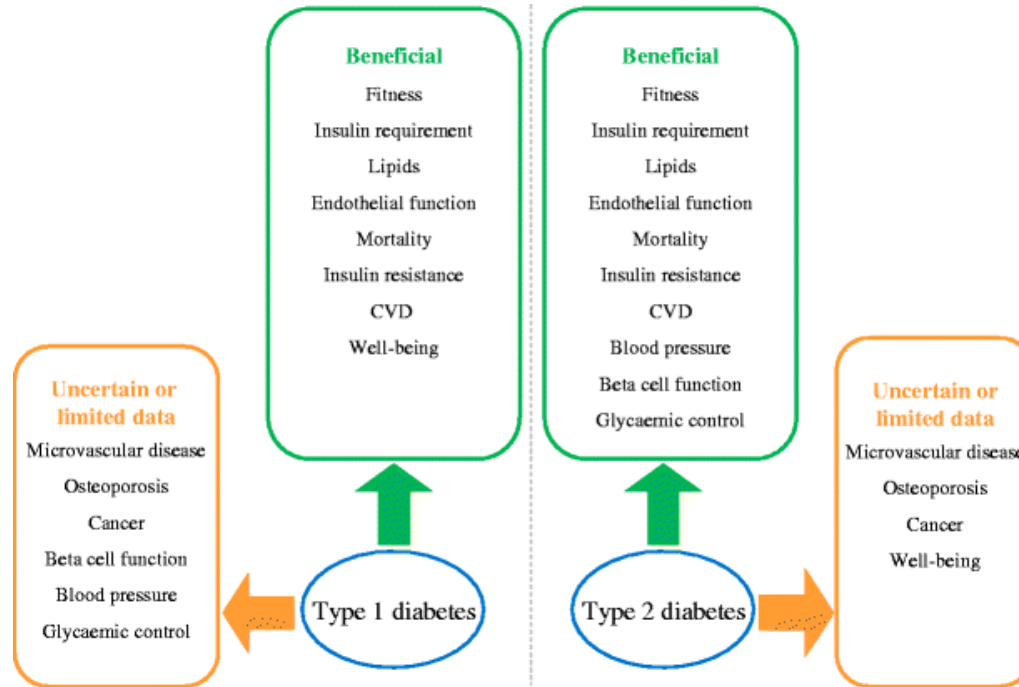 Beneficial
Fitness
Insulin requirement
Lipids
Endothelial function
Mortality
Insulin resistance
CVD
Well-being
Beneficial
Fitness
Insulin requirement
Lipids
Endothelial function
Mortality
Insulin resistance
CVD
Blood pressure
Beta cell function
Glycaemic control
Uncertain or
limited data
Microvascular disease
Osteoporosis
Cancer
Beta cell function
Blood pressure
Glycaemic control
Uncertain or
limited data
Microvascular disease
Osteoporosis
Cancer
Well-being
Type 1 diabetes
Type 2 diabetes